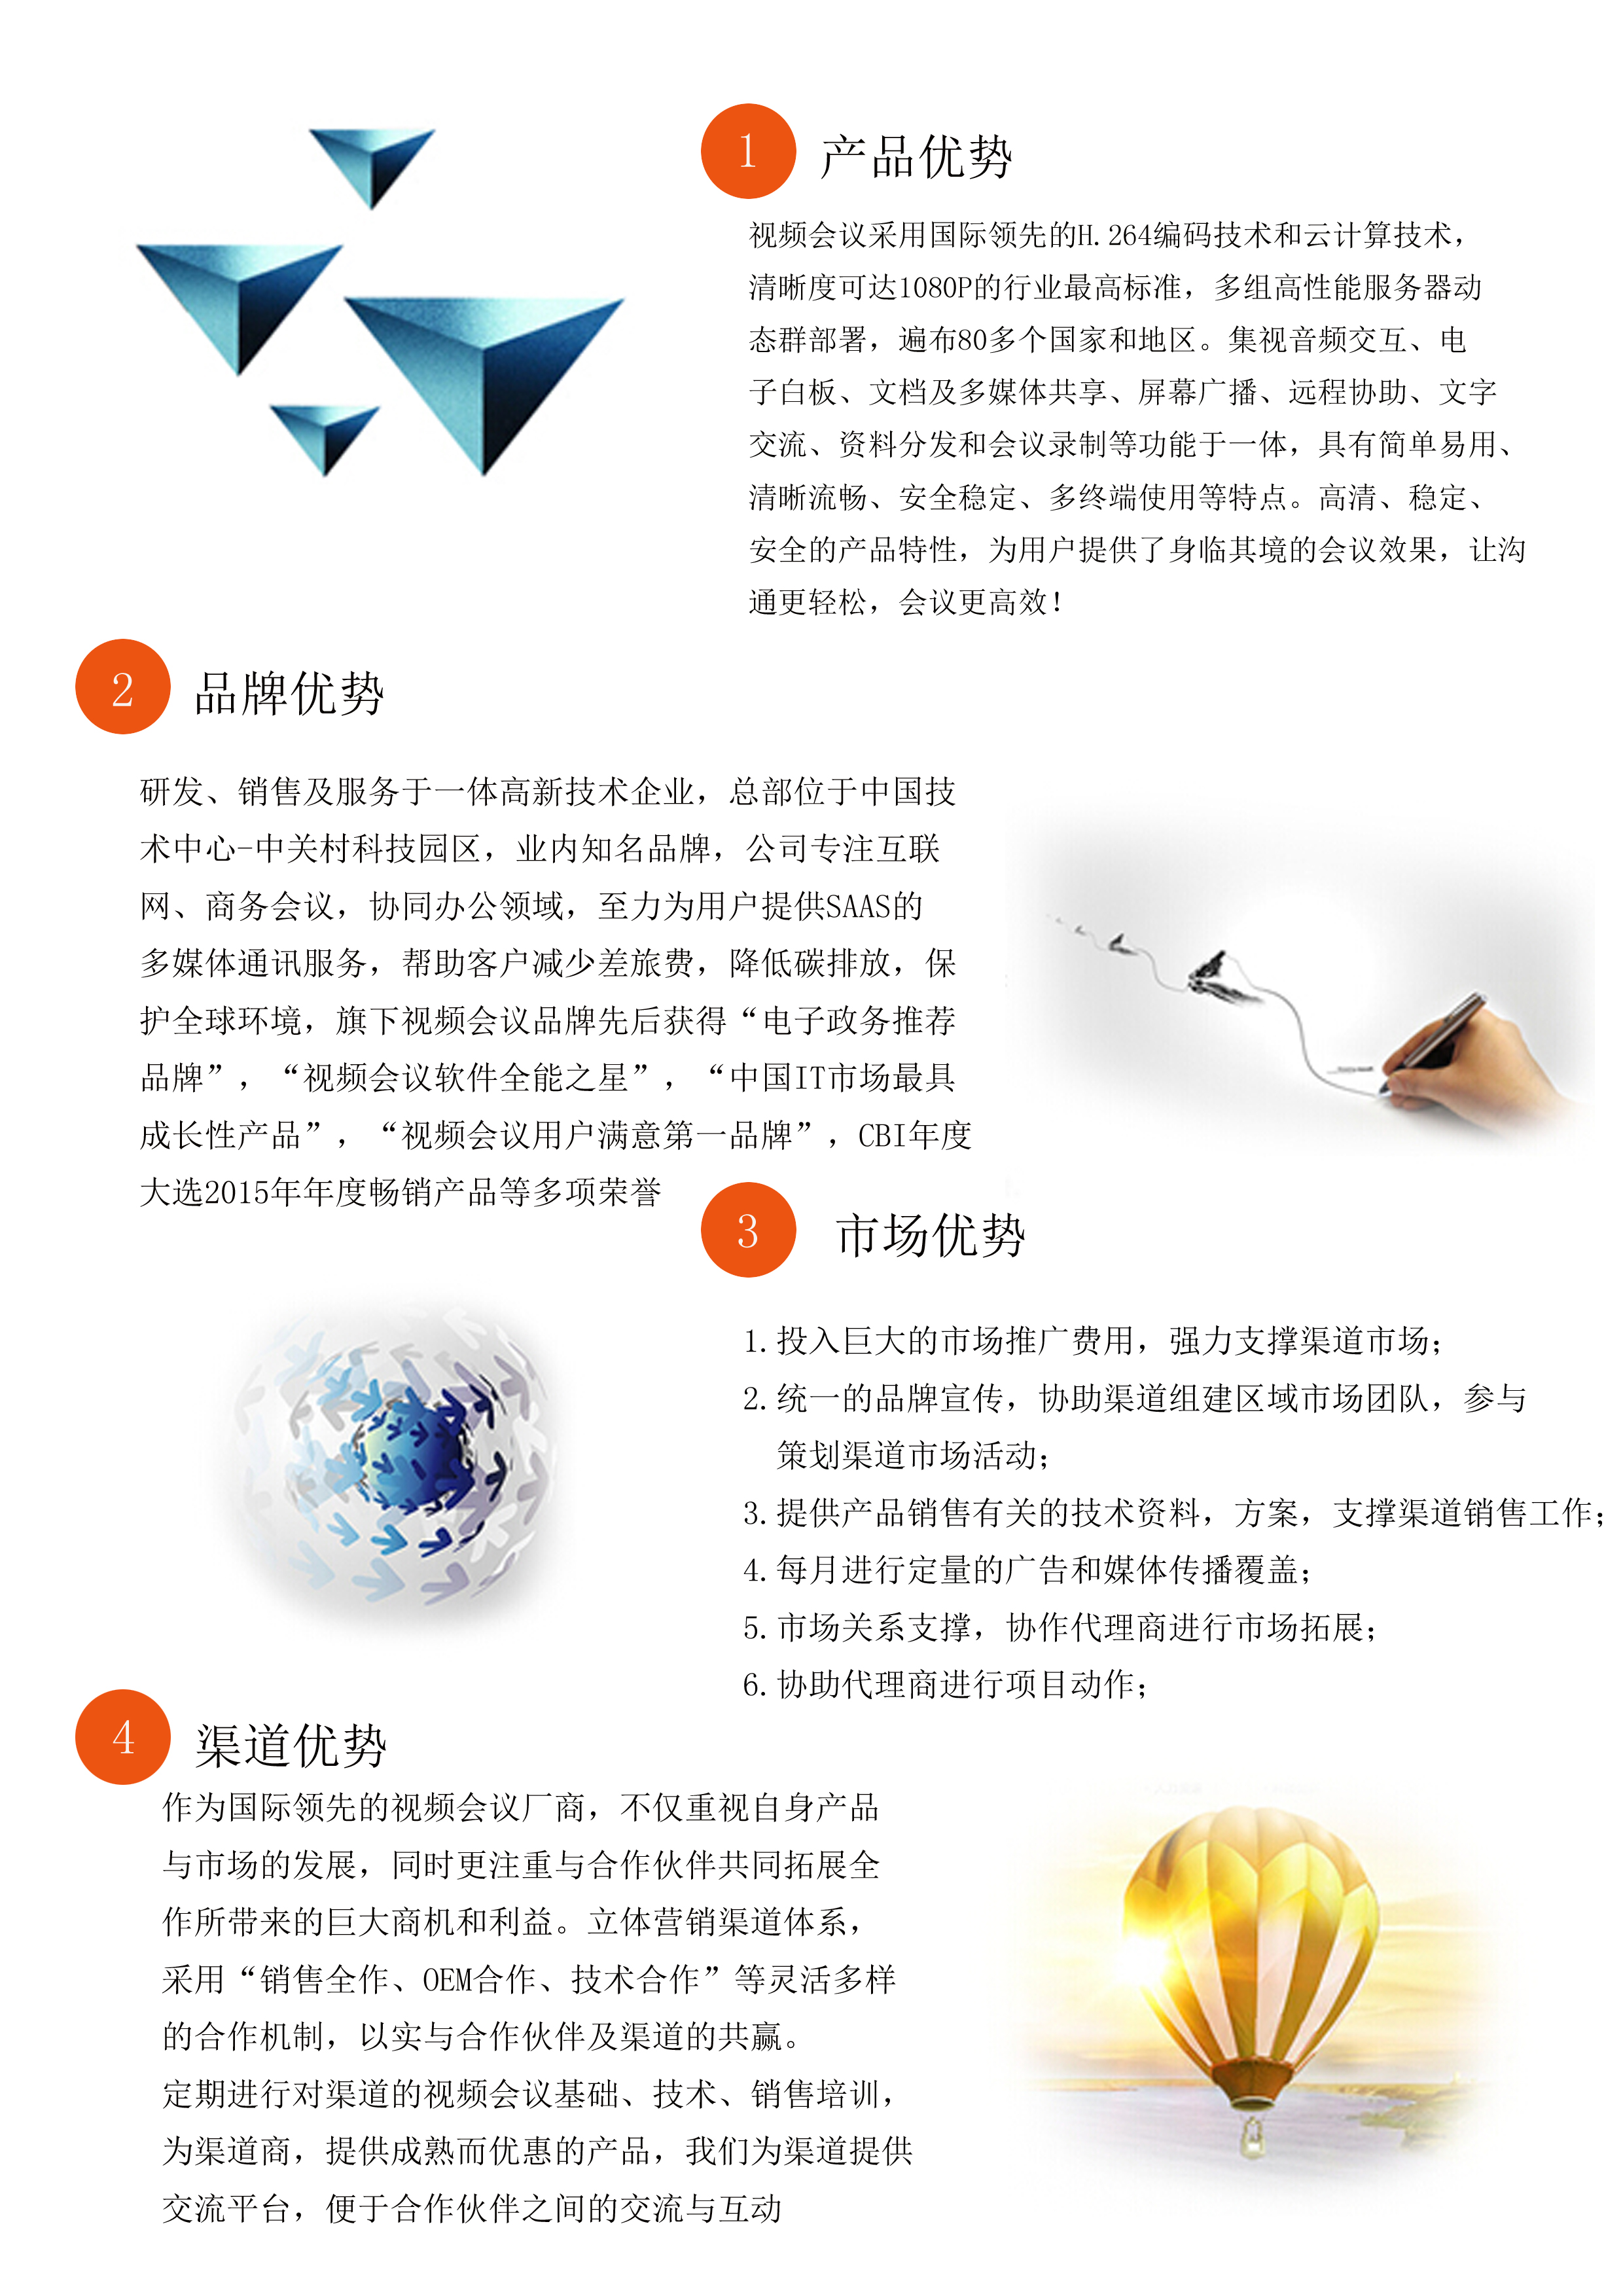 1
产品优势
视频会议采用国际领先的H.264编码技术和云计算技术，
清晰度可达1080P的行业最高标准，多组高性能服务器动
态群部署，遍布80多个国家和地区。集视音频交互、电
子白板、文档及多媒体共享、屏幕广播、远程协助、文字
交流、资料分发和会议录制等功能于一体，具有简单易用、
清晰流畅、安全稳定、多终端使用等特点。高清、稳定、
安全的产品特性，为用户提供了身临其境的会议效果，让沟
通更轻松，会议更高效！
2
品牌优势
研发、销售及服务于一体高新技术企业，总部位于中国技
术中心-中关村科技园区，业内知名品牌，公司专注互联
网、商务会议，协同办公领域，至力为用户提供SAAS的
多媒体通讯服务，帮助客户减少差旅费，降低碳排放，保
护全球环境，旗下视频会议品牌先后获得“电子政务推荐
品牌”，“视频会议软件全能之星”，“中国IT市场最具
成长性产品”，“视频会议用户满意第一品牌”，CBI年度
大选2015年年度畅销产品等多项荣誉
3
市场优势
1.投入巨大的市场推广费用，强力支撑渠道市场；
2.统一的品牌宣传，协助渠道组建区域市场团队，参与
策划渠道市场活动；
3.提供产品销售有关的技术资料，方案，支撑渠道销售工作；
4.每月进行定量的广告和媒体传播覆盖；
5.市场关系支撑，协作代理商进行市场拓展；
6.协助代理商进行项目动作；
4
渠道优势
作为国际领先的视频会议厂商，不仅重视自身产品
与市场的发展，同时更注重与合作伙伴共同拓展全
作所带来的巨大商机和利益。立体营销渠道体系，
采用“销售全作、OEM合作、技术合作”等灵活多样
的合作机制，以实与合作伙伴及渠道的共赢。
定期进行对渠道的视频会议基础、技术、销售培训，
为渠道商，提供成熟而优惠的产品，我们为渠道提供
交流平台，便于合作伙伴之间的交流与互动